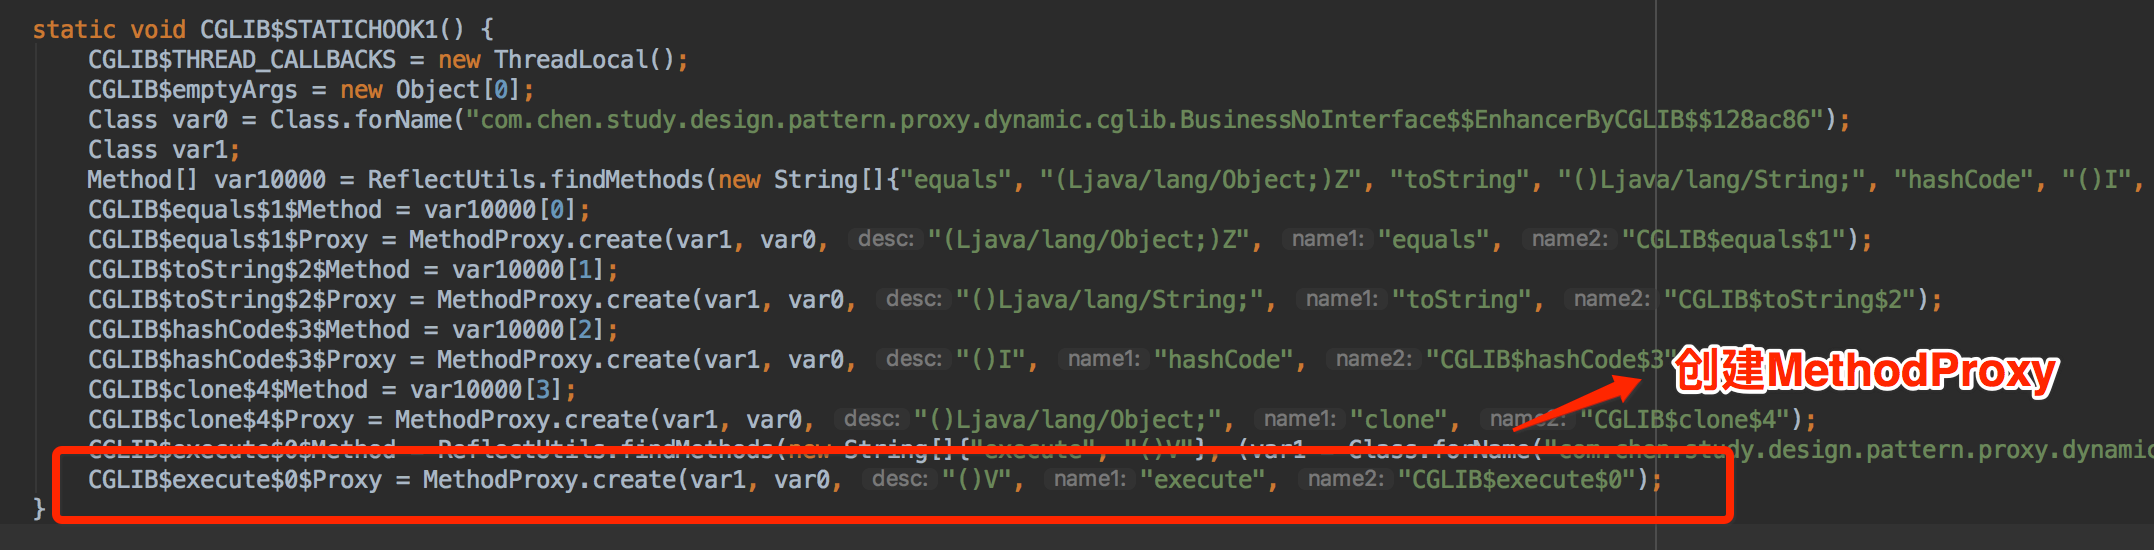 static void CGLIB$STATICHOOK1() {
CGLIB$THREAD_CALLBACKS = new ThreadLocal();
CGLIB$emptyArgs = new Object[0];
Class var0 = Class.forName("com.chen.study.design.pattern.proxy.dynamic.cglib.BusinessNoInterface$$EnhancerByCGLIB$$128ac86");
Class var1;
Method[] var10000 = ReflectUtils.findMethods(new String[]{"equals", "(Ljava/lang/Object;)Z", "toString", "()Ljava/lang/String;", "hashCode", "()I",
CGLIB$equals$1$Method = var10000[0];
CGLIB$equals$1$Proxy = MethodProxy.create(var1, var0, desc: "(Ljava/lang/Object;)Z", name1: "equals", name2: "CGLIB$equals$1");
CGLIB$toString$2$Method = var10000[1];
CGLIB$toString$2$Proxy = MethodProxy.create(var1, var0, desc: "()Ljava/lang/String;", name1: "toString", name2: "CGLIB$toString$2");
CGLIB$hashCode$3$Method = var10000[2];
CGLIB$hashCode$3$Proxy = MethodProxy.create(var1, var0, desc: "()I", name1: "hashCode", name2: "CGLIB$hashCode$3"
创建MethodProxy
CGLIB$clone$4$Method = var10000[3];
CGLIB$clone$4$Proxy = MethodProxy.create(var1, var0, desc: "()Ljava/lang/Object;", name1: "clone", name2: "CGLIB$clone$4");
CGLIB$execute$0$Method = ReflectUtils.findMethods(new String[]{"execute", "()V"}, (var1 = Class.forName("com.chen.study.design.pattern.proxy.dynamic
CGLIB$execute$0$Proxy = MethodProxy.create(var1, var0, desc: "()V", name1: "execute", name2: "CGLIB$execute$0");
}